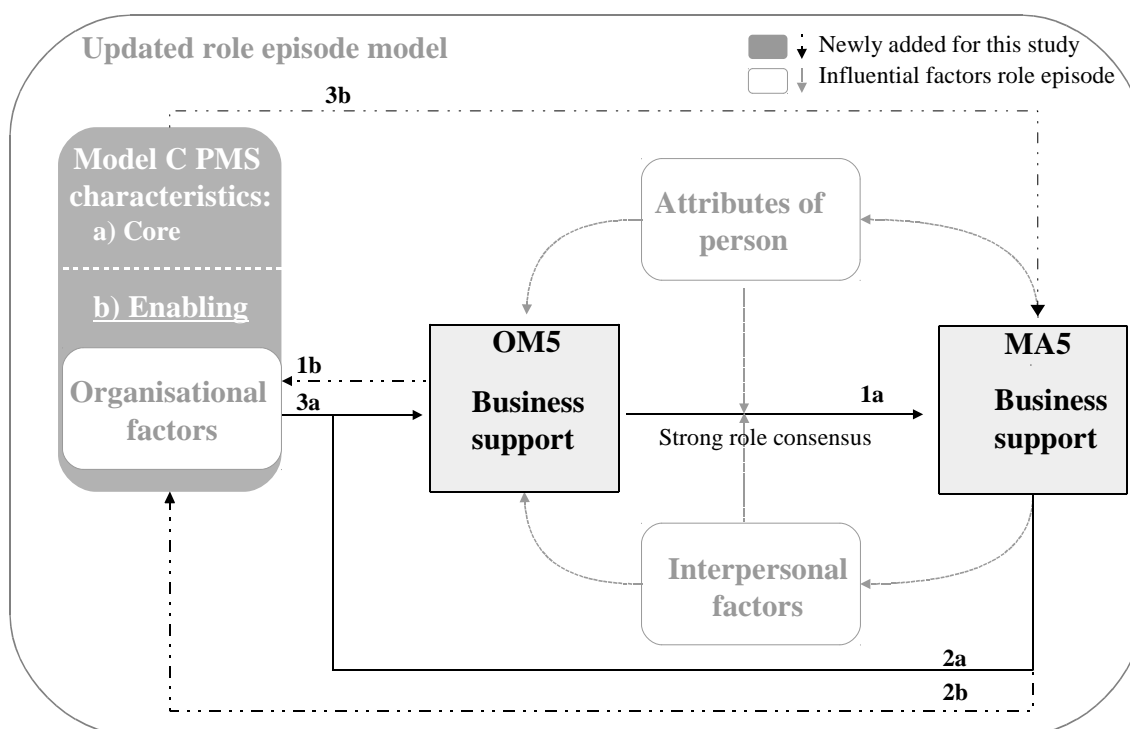 Updated role episode model
Newly added for this study
Influential factors role episode
3b
Model C PMS
characteristics:
a) Core
b) Enabling
Organisational
factors
Attributes of
person
1b
3a
OM5
Business
support
1a
Strong role consensus
MA5
Business
support
Interpersonal
factors
2a
2b